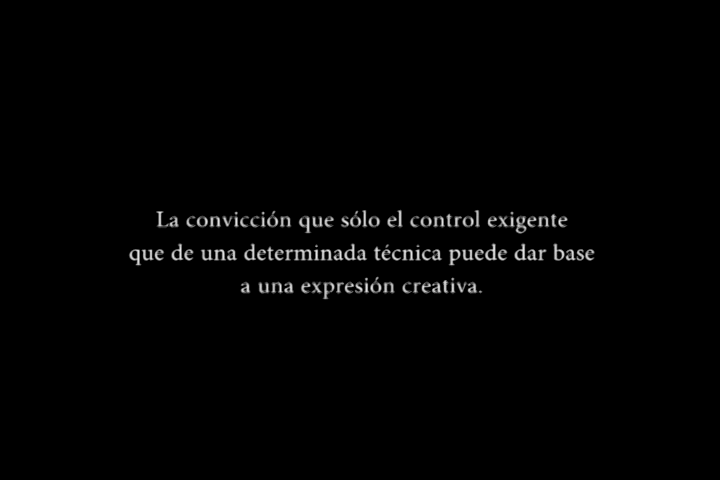 La convicción que sólo el control exigente
que de una determinada técnica puede dar base
a una expresión creativa.